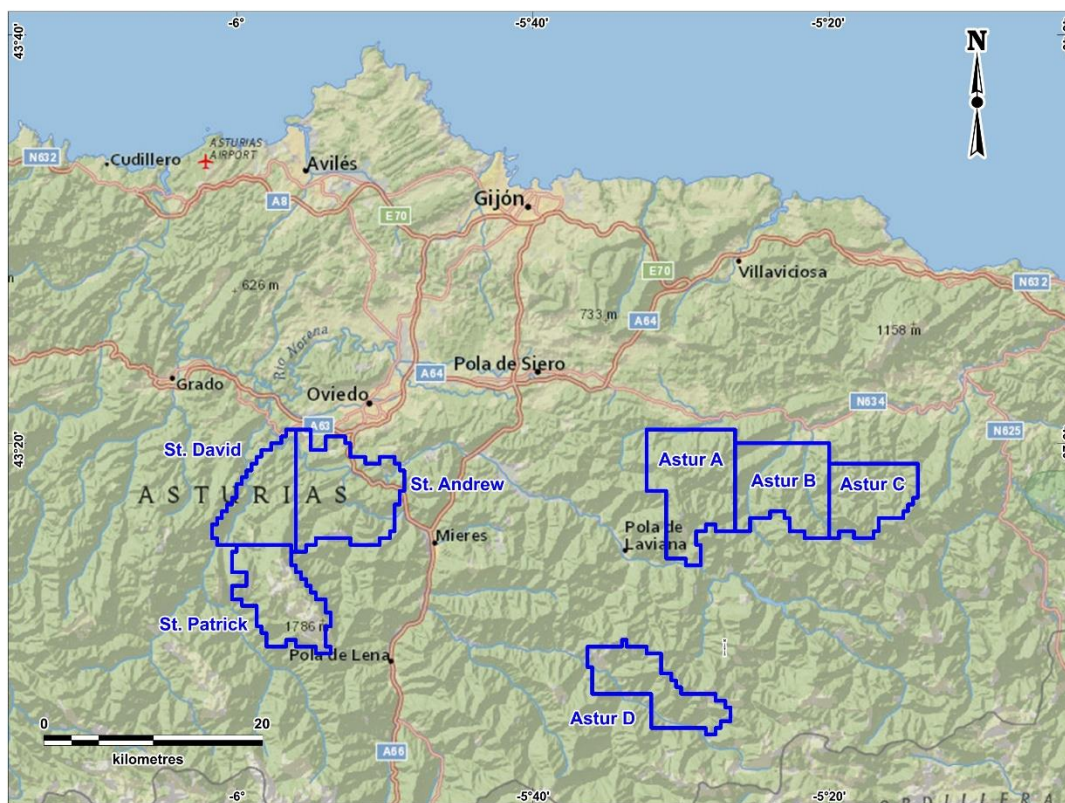 -6°
-5°40'
-5°20'
43°40'
N
ASTURIAS
AIRPORT
N632
Cudillero
Avilés
A8
E70
Gijón
E70
Villaviciosa
N632
626 m
733 m
A64
1158 m
Río Norena
Pola de Siero
A64
Grado
Oviedo
N634
A63
N625
43°20'
St. David
Astur A
Astur B
Astur C
St. Andrew
ASTURIAS
Pola de
Laviana
Mieres
St. Patrick
1786 m
Pola de Lena
Astur D
0
20
kilometres
A66
-6°
-5°40'
-5°20'